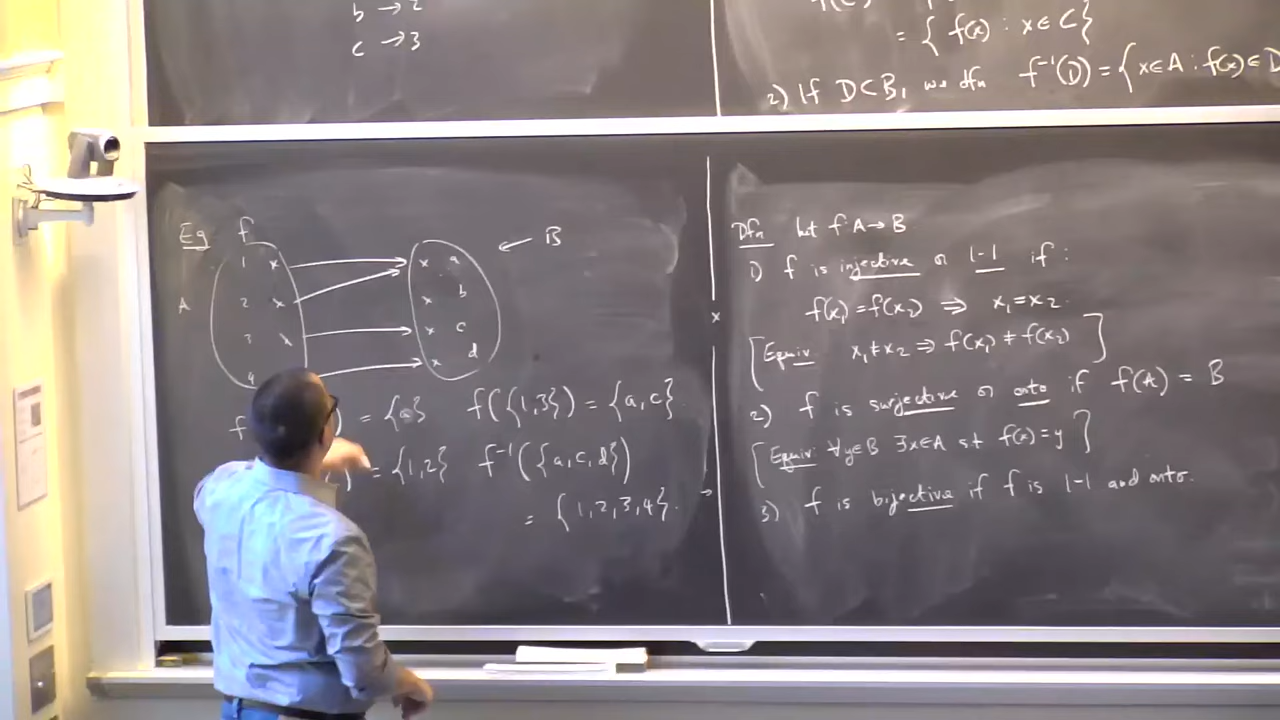 b → 2
c → 3
= { f(x) : x ∈ C }
2) If D ⊂ B, we dfn f⁻¹(D) = { x ∈ A : f(x) ∈ D
Eg f
A
1 x
2 x
3 x
4
x a
x b
x c
x d
← B
f = {a} f({1,3}) = {a,c}.
= {1,2} f⁻¹({a,c,d})
= {1,2,3,4}.
Dfn Let f: A → B
1) f is injective or 1-1 if :
f(x₁) = f(x₂) ⇒ x₁ = x₂.
[Equiv x₁ ≠ x₂ ⇒ f(x₁) ≠ f(x₂)]
2) f is surjective or onto if f(A) = B
[Equiv: ∀y∈B ∃x∈A st f(x) = y]
3) f is bijective if f is 1-1 and onto.